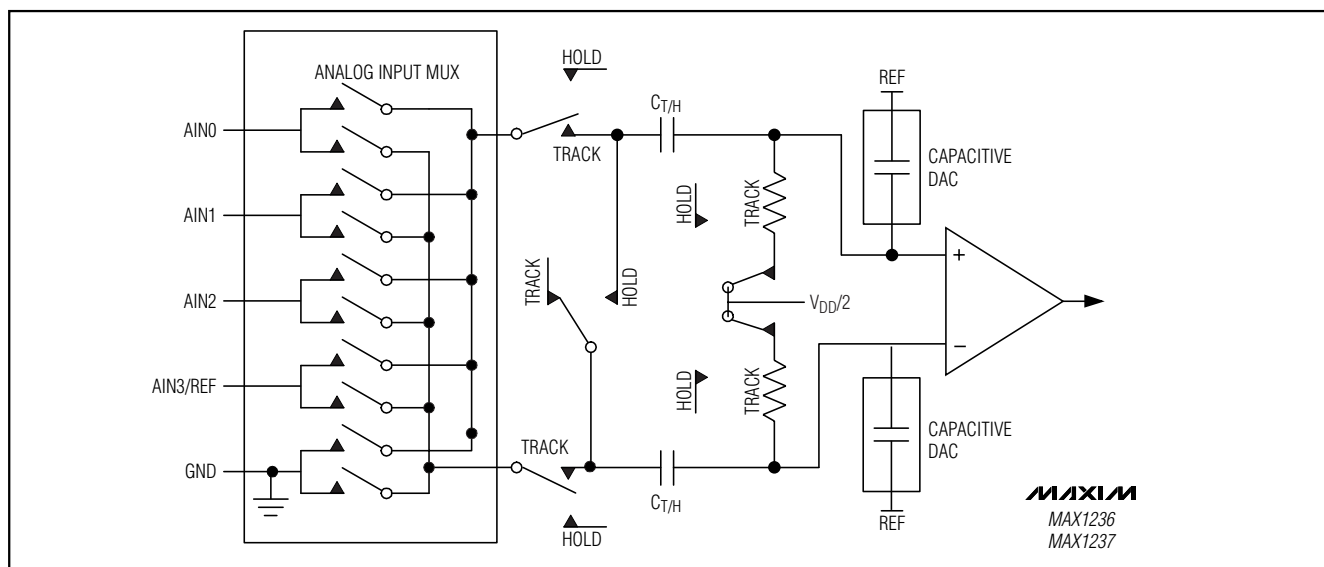 HOLD
ANALOG INPUT MUX
REF
CT/H
AIN0
TRACK
CAPACITIVE
DAC
HOLD
TRACK
AIN1
TRACK
HOLD
AIN2
VDD/2
HOLD
TRACK
AIN3/REF
TRACK
CAPACITIVE
DAC
GND
CT/H
HOLD
REF
MAXIM
MAX1236
MAX1237
+
−